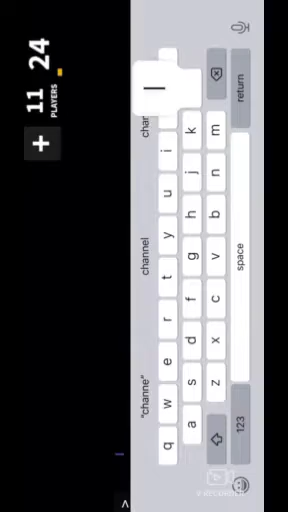 24
+ 11
PLAYERS
"channe" channel
q w e r t y u i
a s d f g h j k l
z x c v b n m
123 space return